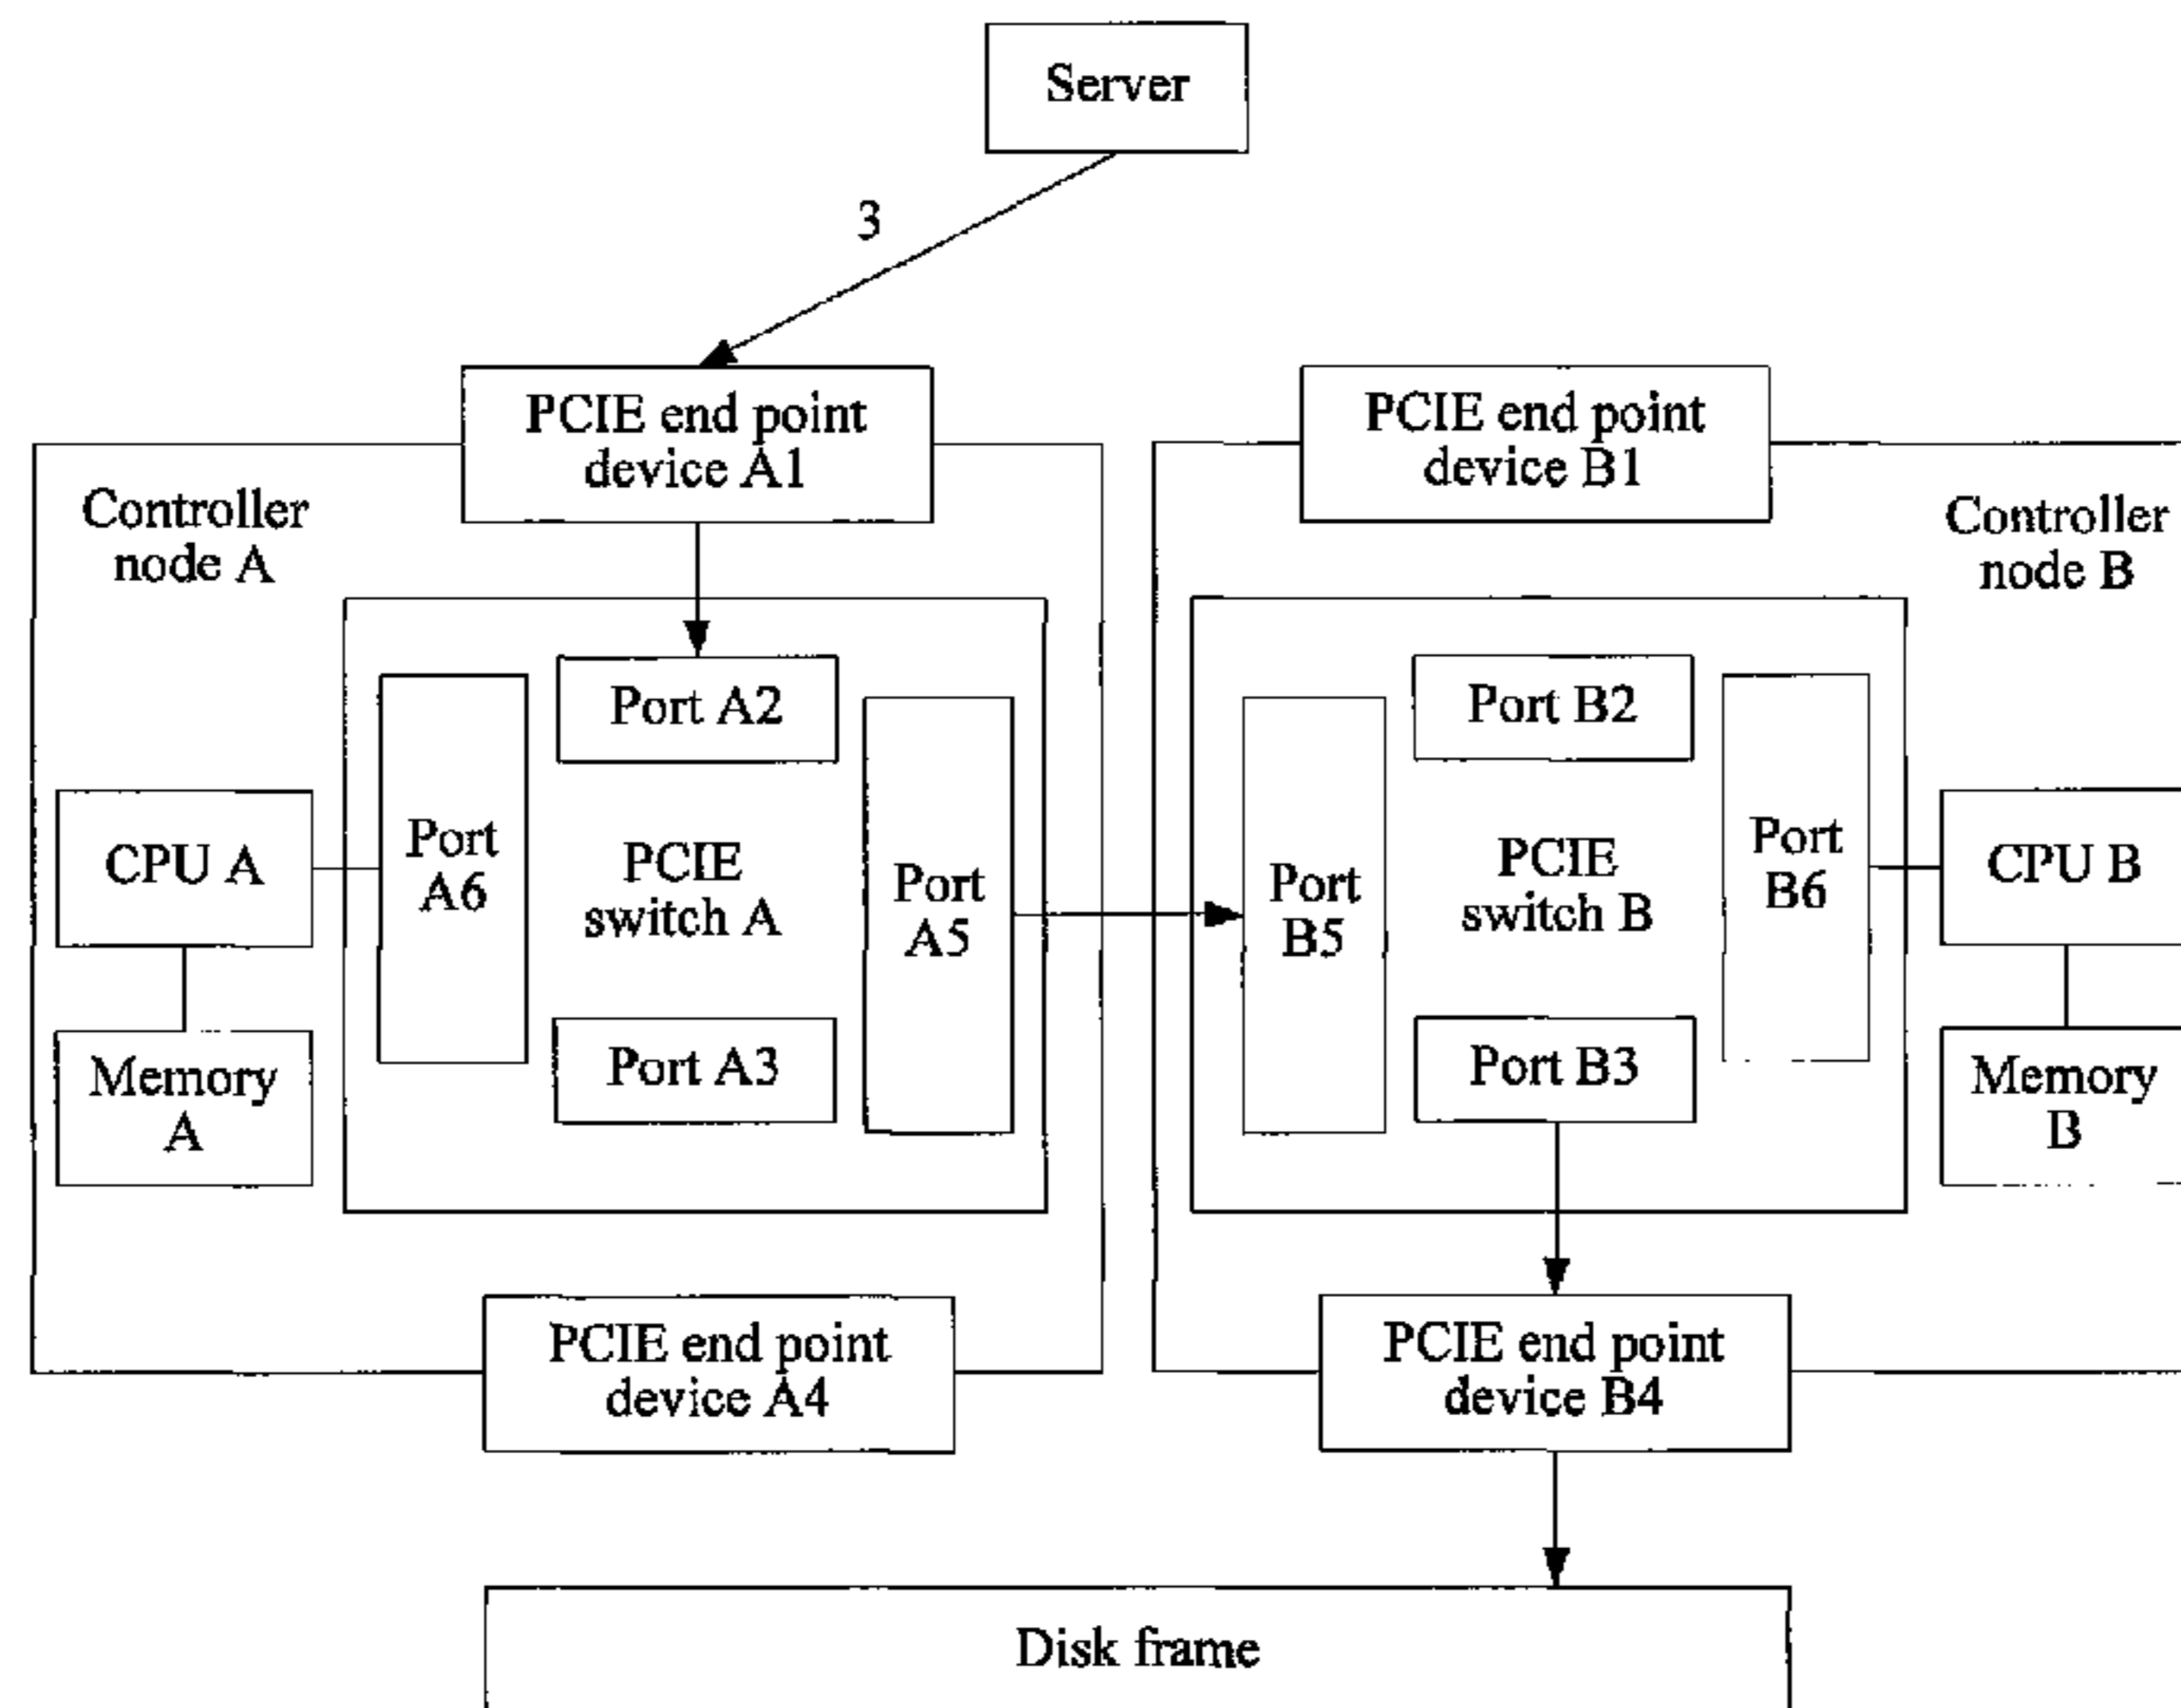 Server
3
PCIE end point
device A1
PCIE end point
device B1
Controller
node A
Controller
node B
Port A2
Port B2
CPU A
Port
A6
PCIE
switch A
Port
A5
Port
B5
PCIE
switch B
Port
B6
CPU B
Memory
A
Port A3
Port B3
Memory
B
PCIE end point
device A4
PCIE end point
device B4
Disk frame